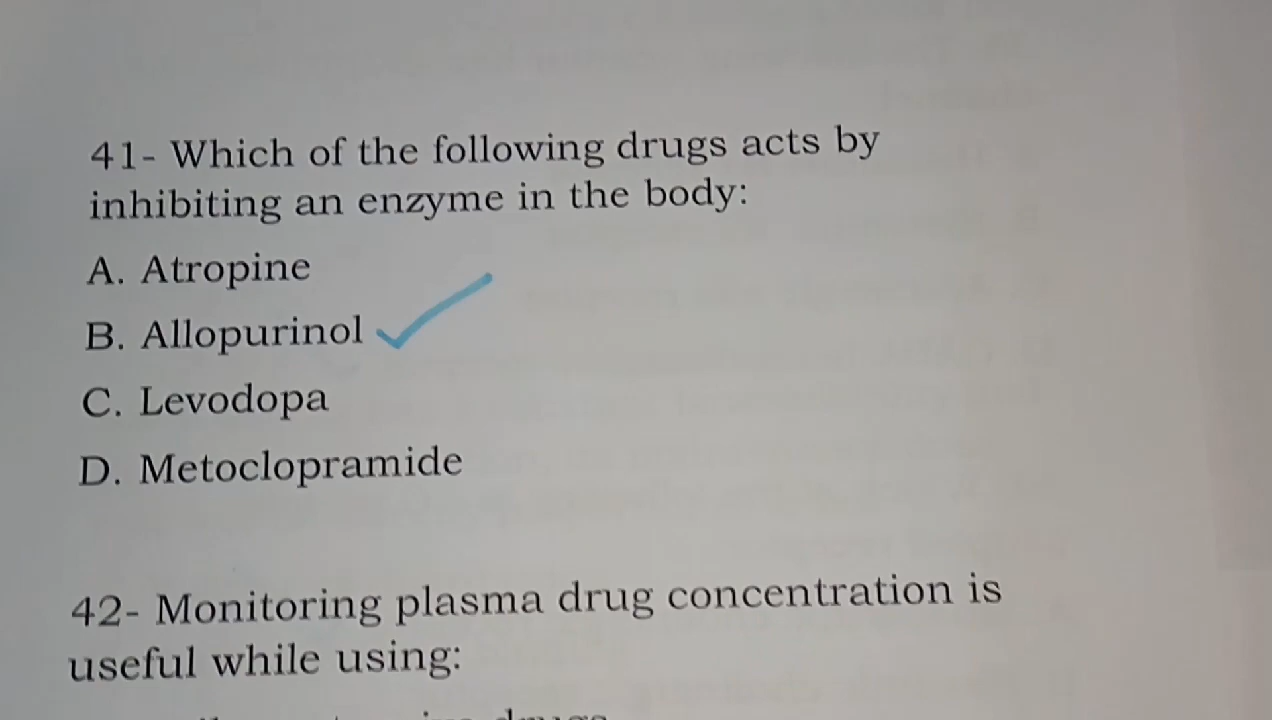 41- Which of the following drugs acts by
inhibiting an enzyme in the body:
A. Atropine
B. Allopurinol
C. Levodopa
D. Metoclopramide
42- Monitoring plasma drug concentration is
useful while using: